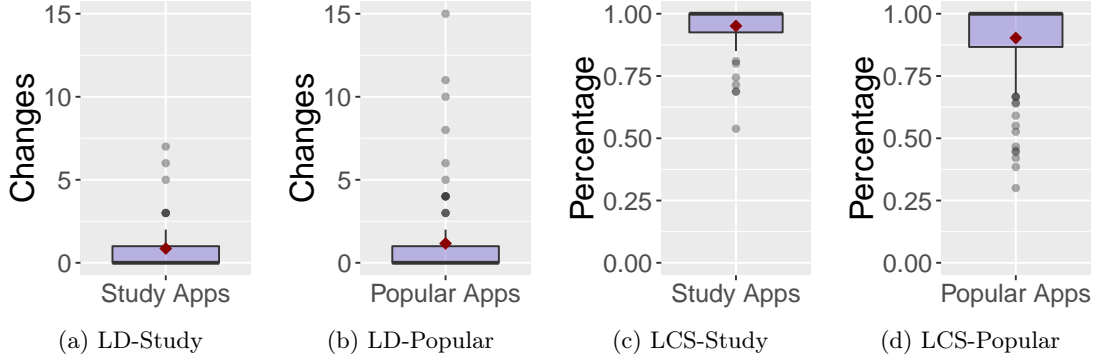 Changes
15
10
5
0
Study Apps
(a) LD-Study
Changes
15
10
5
0
Popular Apps
(b) LD-Popular
Percentage
1.00
0.75
0.50
0.25
0.00
Study Apps
(c) LCS-Study
Percentage
1.00
0.75
0.50
0.25
0.00
Popular Apps
(d) LCS-Popular